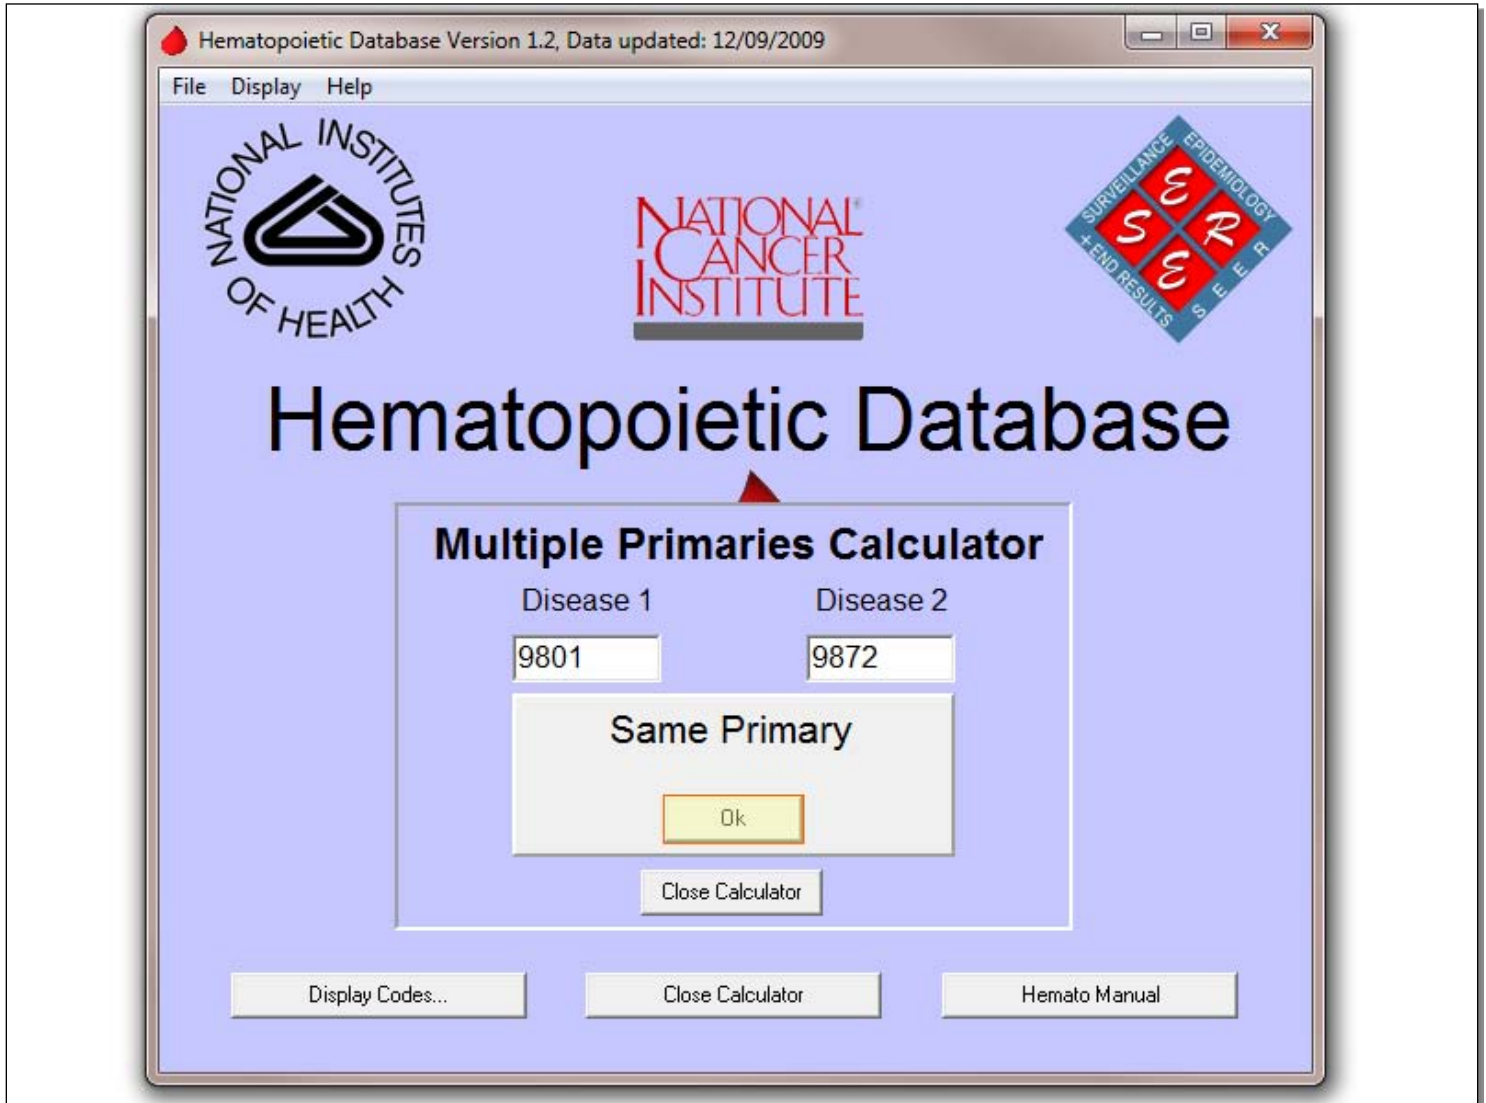 Hematopoietic Database Version 1.2, Data updated: 12/09/2009
File Display Help
NATIONAL INSTITUTES OF HEALTH
NATIONAL
CANCER
INSTITUTE
SURVEILLANCE EPIDEMIOLOGY
+ END RESULTS SEER
S E E R
Hematopoietic Database
Multiple Primaries Calculator
Disease 1 Disease 2
9801 9872
Same Primary
Ok
Close Calculator
Display Codes... Close Calculator Hemato Manual